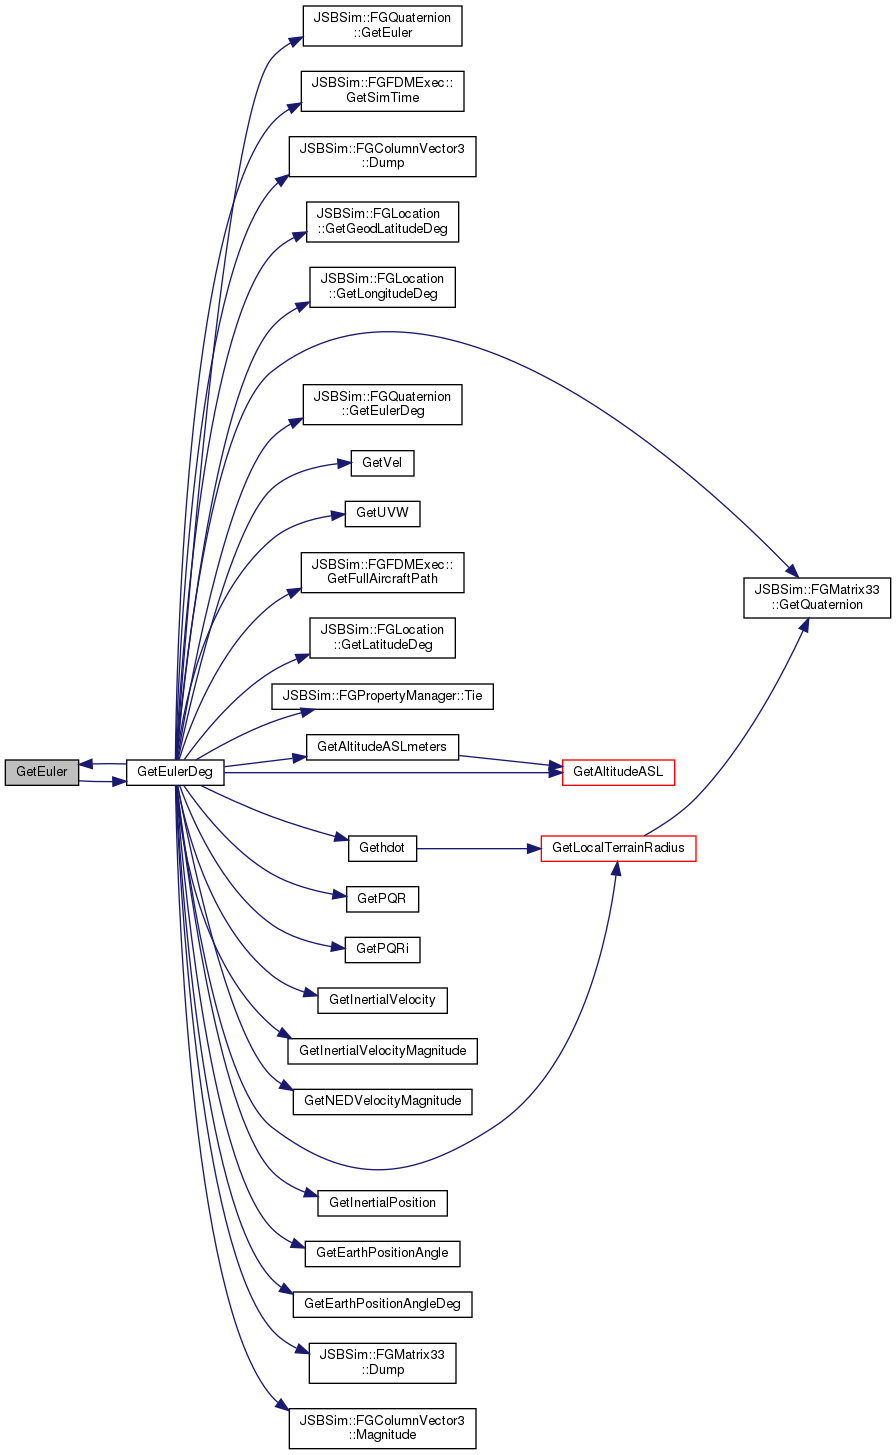 JSBSim::FGQuaternion
::GetEuler
JSBSim::FGFDMExec::
GetSimTime
JSBSim::FGColumnVector3
::Dump
JSBSim::FGLocation
::GetGeodLatitudeDeg
JSBSim::FGLocation
::GetLongitudeDeg
JSBSim::FGQuaternion
::GetEulerDeg
GetVel
GetUVW
JSBSim::FGFDMExec::
GetFullAircraftPath
JSBSim::FGMatrix33
::GetQuaternion
JSBSim::FGLocation
::GetLatitudeDeg
JSBSim::FGPropertyManager::Tie
GetAltitudeASLmeters
GetEuler
GetEulerDeg
GetAltitudeASL
Gethdot
GetLocalTerrainRadius
GetPQR
GetPQRi
GetInertialVelocity
GetInertialVelocityMagnitude
GetNEDVelocityMagnitude
GetInertialPosition
GetEarthPositionAngle
GetEarthPositionAngleDeg
JSBSim::FGMatrix33
::Dump
JSBSim::FGColumnVector3
::Magnitude